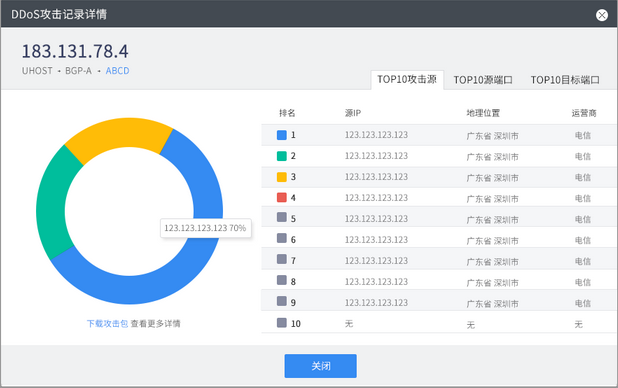 DDoS攻击记录详情
183.131.78.4
UHOST • BGP-A • ABCD
TOP10攻击源 TOP10源端口 TOP10目标端口
排名 源IP 地理位置 运营商
1 123.123.123.123 广东省 深圳市 电信
2 123.123.123.123 广东省 深圳市 电信
3 123.123.123.123 广东省 深圳市 电信
4 123.123.123.123 广东省 深圳市 电信
5 123.123.123.123 广东省 深圳市 电信
6 123.123.123.123 广东省 深圳市 电信
7 123.123.123.123 广东省 深圳市 电信
8 123.123.123.123 广东省 深圳市 电信
9 123.123.123.123 广东省 深圳市 电信
10 无 无 无
123.123.123.123 70%
下载攻击包 查看更多详情
关闭